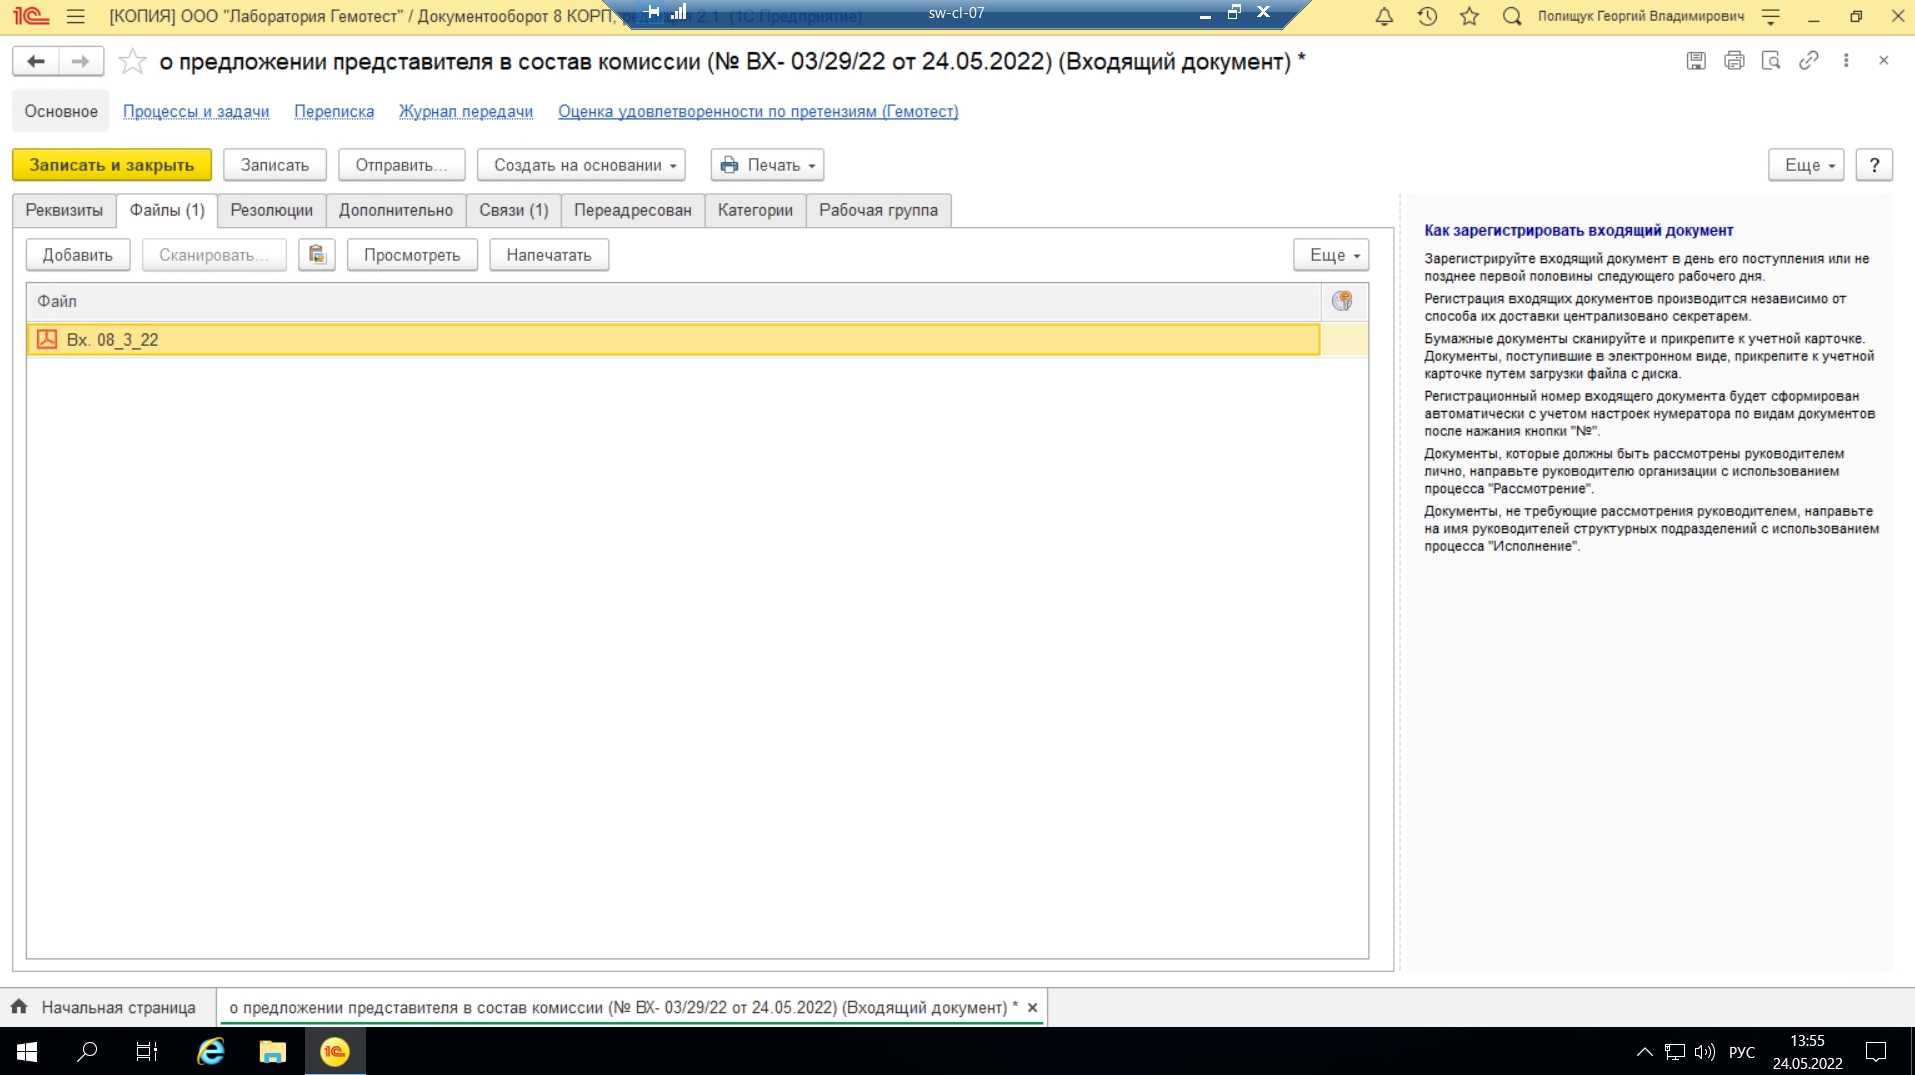 [КОПИЯ] ООО "Лаборатория Гемотест" / Документооборот 8 КОРП, редакция 2.1 (1С:Предприятие)
sw-cl-07
Полищук Георгий Владимирович
о предложении представителя в состав комиссии (№ ВХ- 03/29/22 от 24.05.2022) (Входящий документ) *
Основное Процессы и задачи Переписка Журнал передачи Оценка удовлетворенности по претензиям (Гемотест)
Записать и закрыть Записать Отправить... Создать на основании Печать Еще ?
Реквизиты Файлы (1) Резолюции Дополнительно Связи (1) Переадресован Категории Рабочая группа
Добавить Сканировать... Просмотреть Напечатать Еще
Файл
Вх. 08_3_22
Как зарегистрировать входящий документ
Зарегистрируйте входящий документ в день его поступления или не
позднее первой половины следующего рабочего дня.
Регистрация входящих документов производится независимо от
способа их доставки централизовано секретарем.
Бумажные документы сканируйте и прикрепите к учетной карточке.
Документы, поступившие в электронном виде, прикрепите к учетной
карточке путем загрузки файла с диска.
Регистрационный номер входящего документа будет сформирован
автоматически с учетом настроек нумератора по видам документов
после нажания кнопки "№".
Документы, которые должны быть рассмотрены руководителем
лично, направьте руководителю организации с использованием
процесса "Рассмотрение".
Документы, не требующие рассмотрения руководителем, направьте
на имя руководителей структурных подразделений с использованием
процесса "Исполнение".
Начальная страница о предложении представителя в состав комиссии (№ ВХ- 03/29/22 от 24.05.2022) (Входящий документ) *
РУС
13:55
24.05.2022